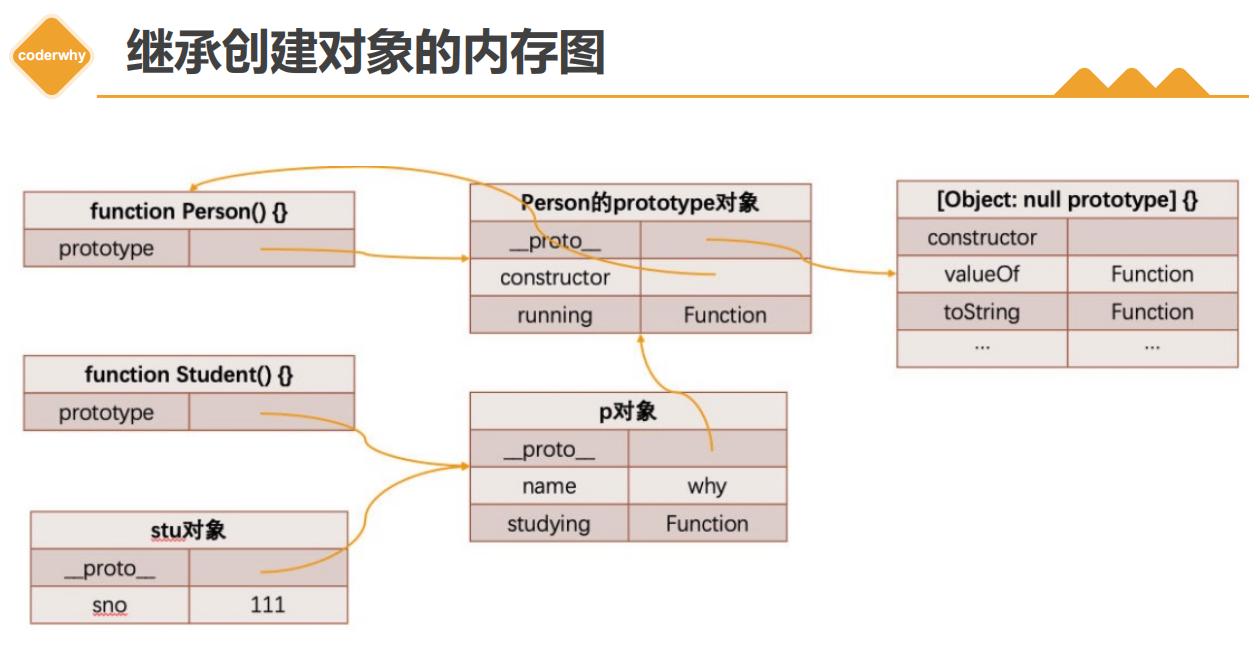 coderwhy
继承创建对象的内存图
function Person() {}
prototype
Person的prototype对象
__proto__
constructor
running Function
[Object: null prototype] {}
constructor
valueOf Function
toString Function
... ...
function Student() {}
prototype
p对象
__proto__
name why
studying Function
stu对象
__proto__
sno 111